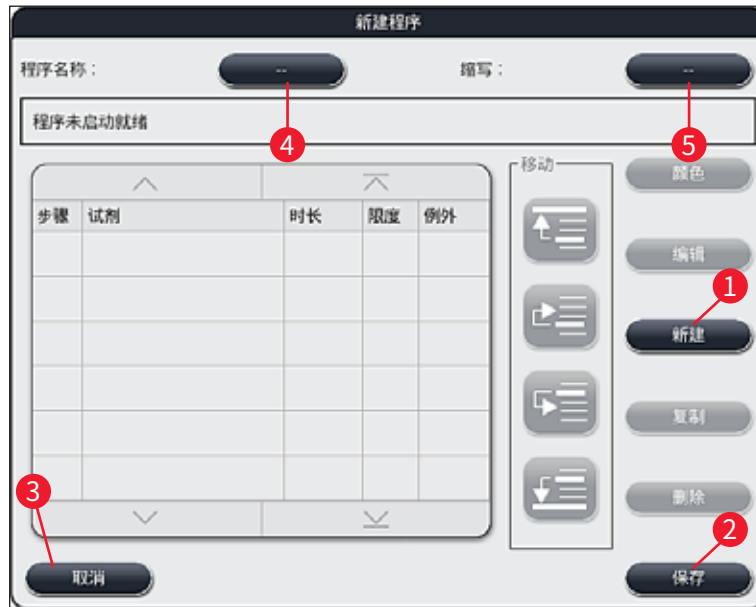 新建程序
程序名称：
--
缩写：
--
程序未启动就绪
4
5
移动
颜色
步骤 试剂 时长 限度 例外
编辑
1
新建
复制
3
删除
2
取消
保存